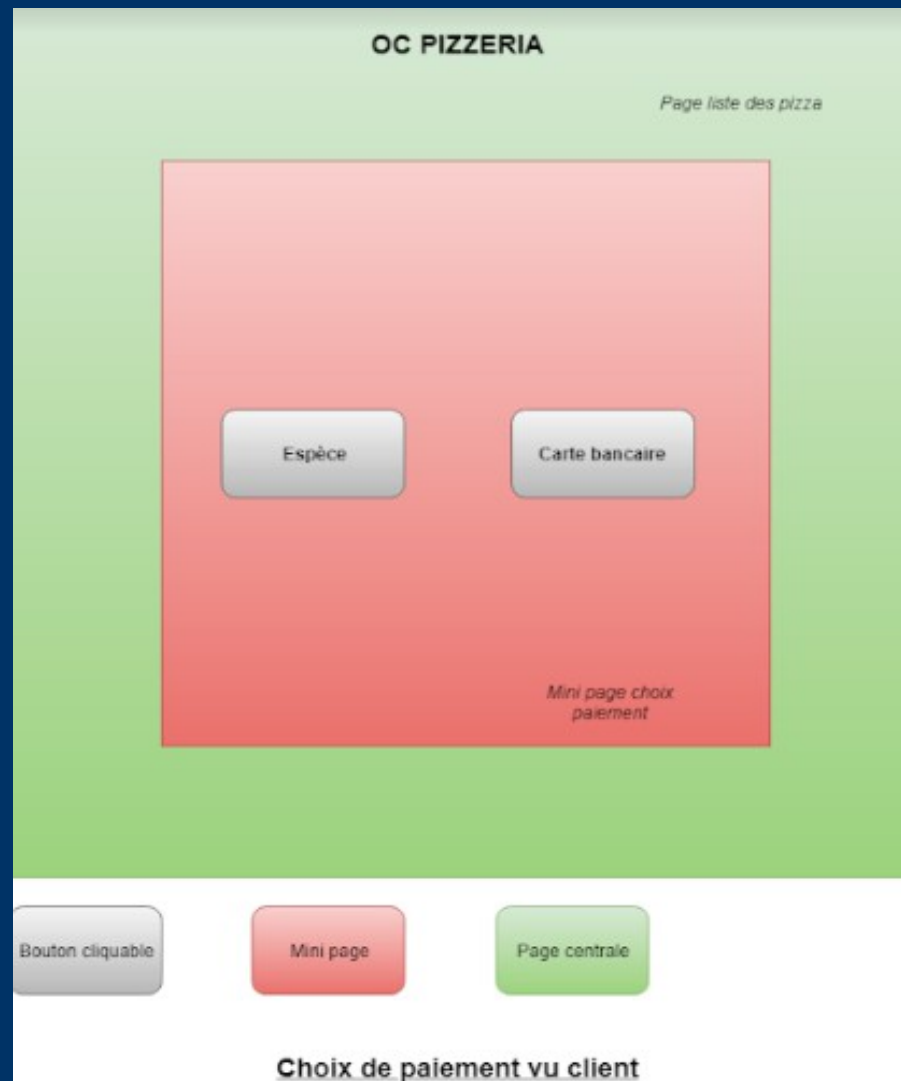 OC PIZZERIA
Page liste des pizza
Espèce
Carte bancaire
Mini page choix
paiement
Bouton cliquable
Mini page
Page centrale
Choix de paiement vu client